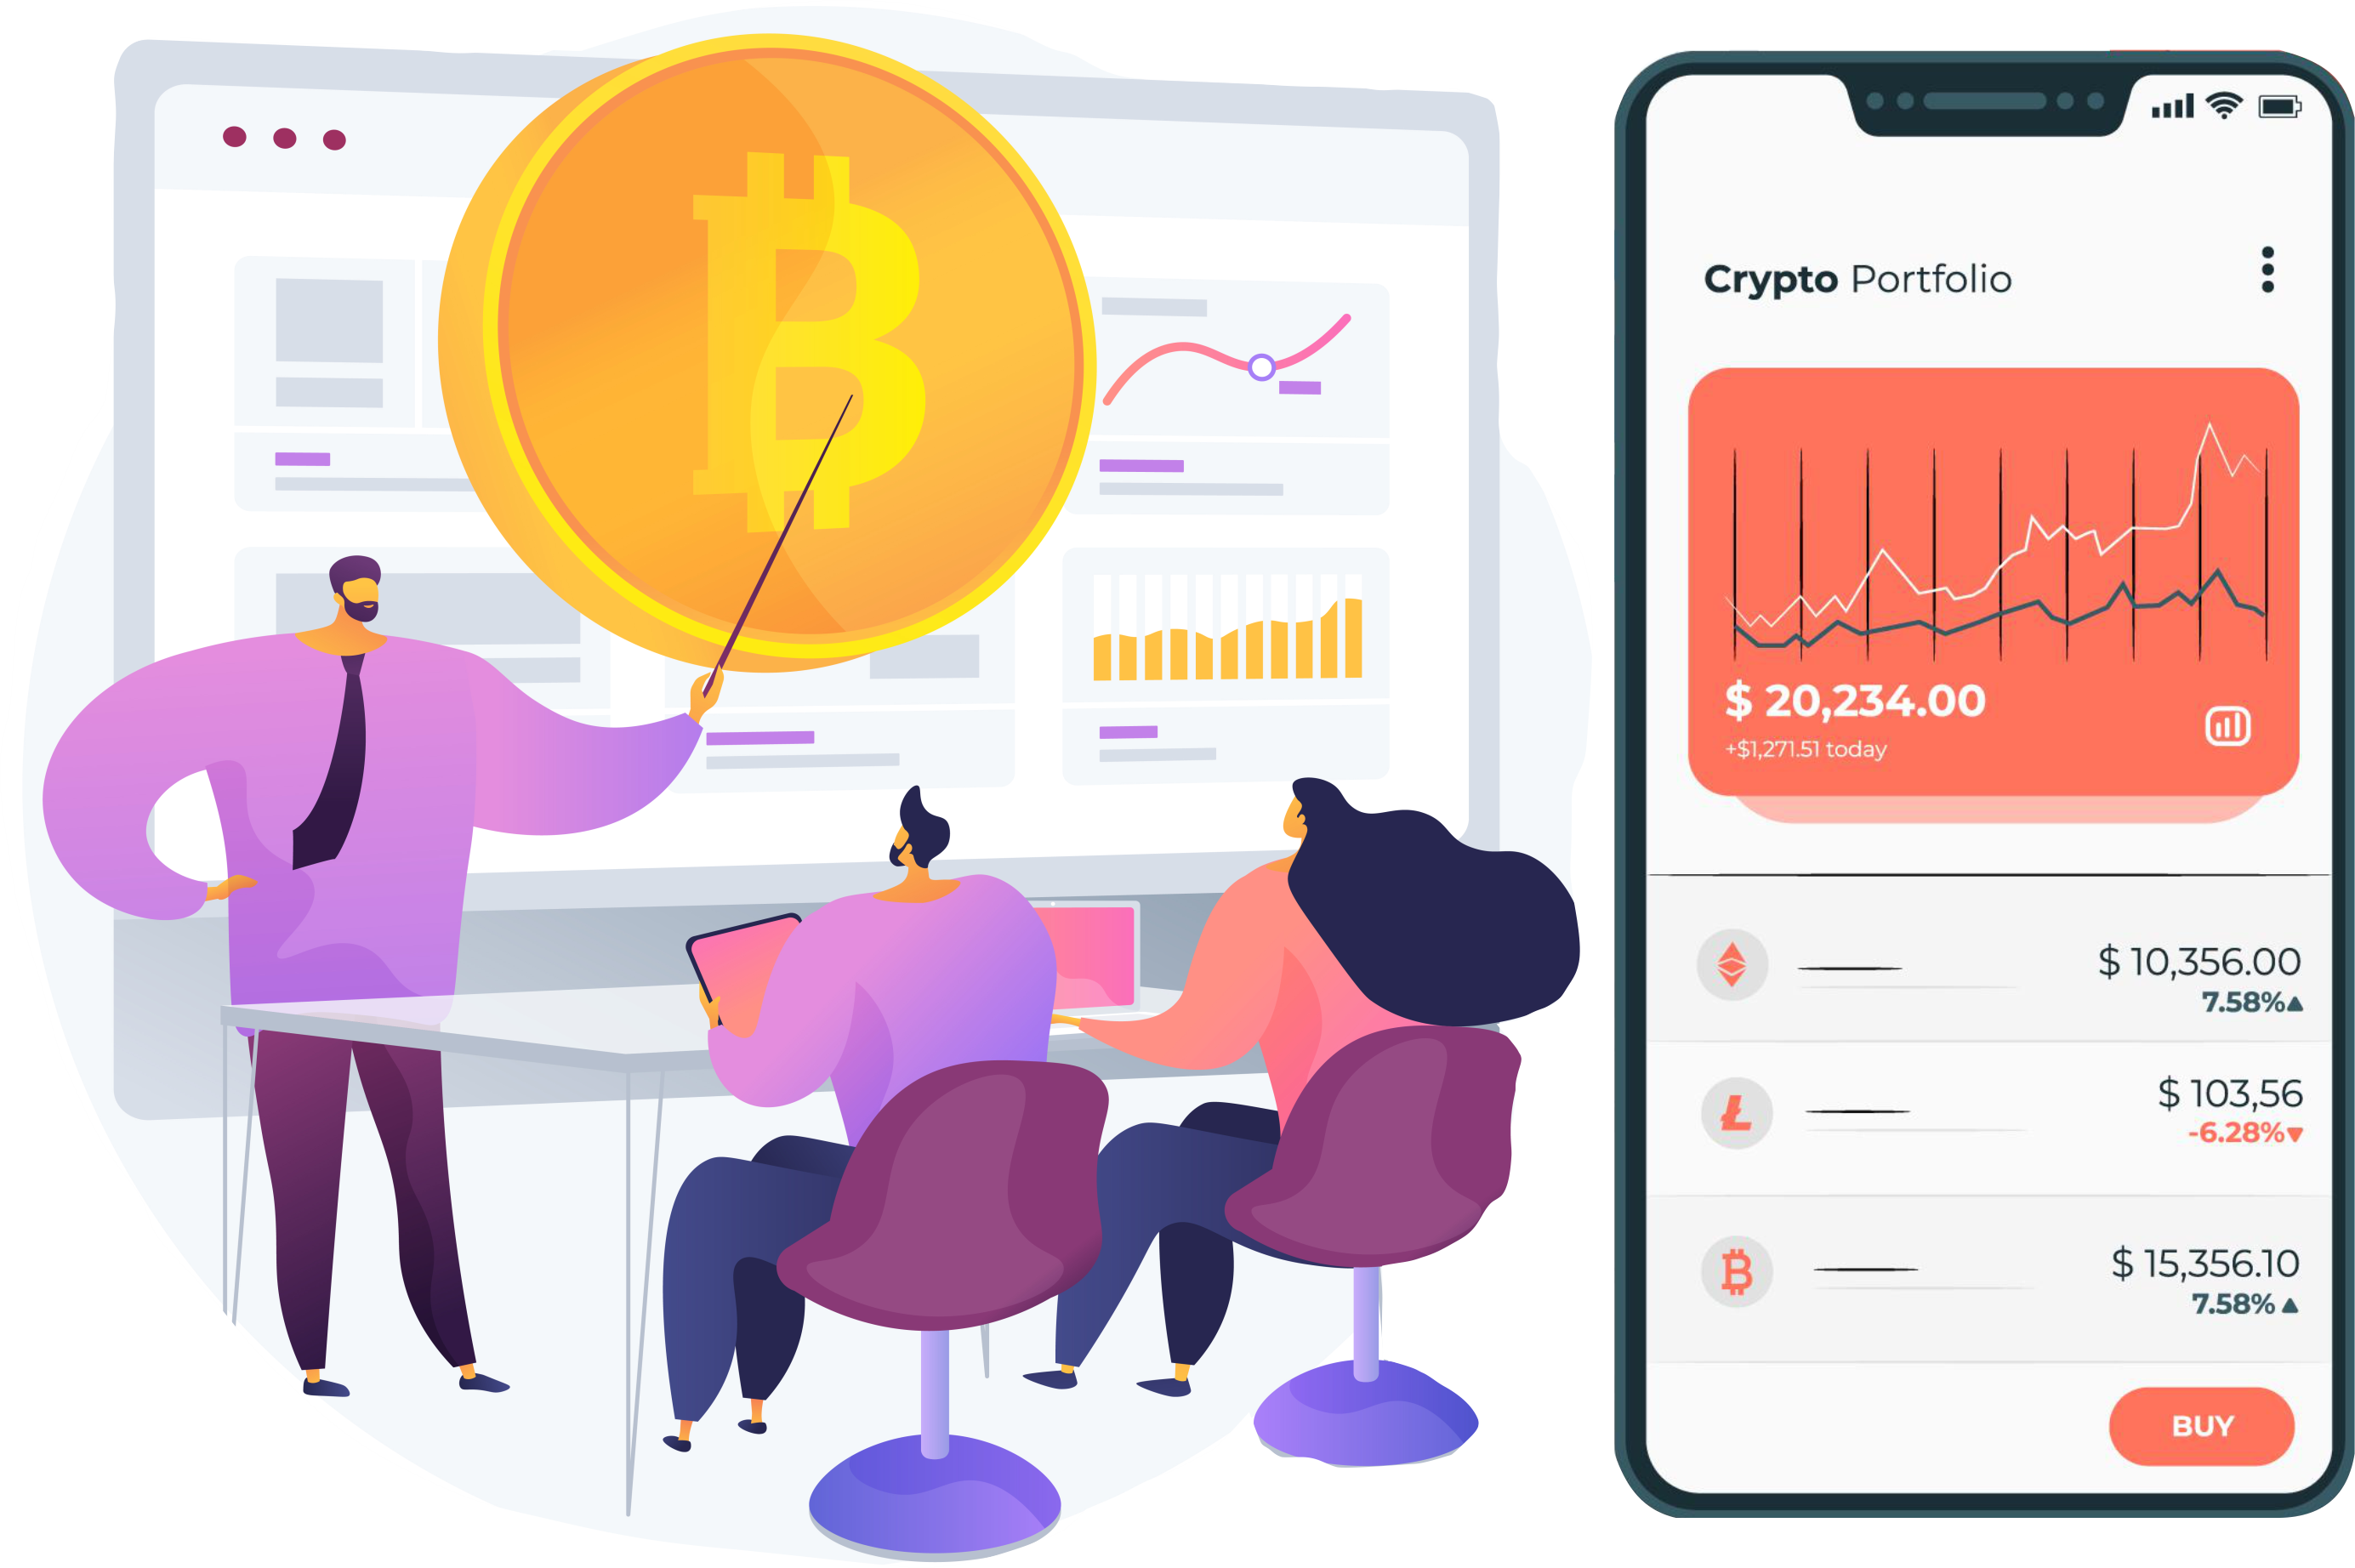 Crypto Portfolio
$ 20,234.00
+$1,271.51 today
$ 10,356.00
7.58%▲
$ 103,56
-6.28%▼
$ 15,356.10
7.58% ▲
BUY